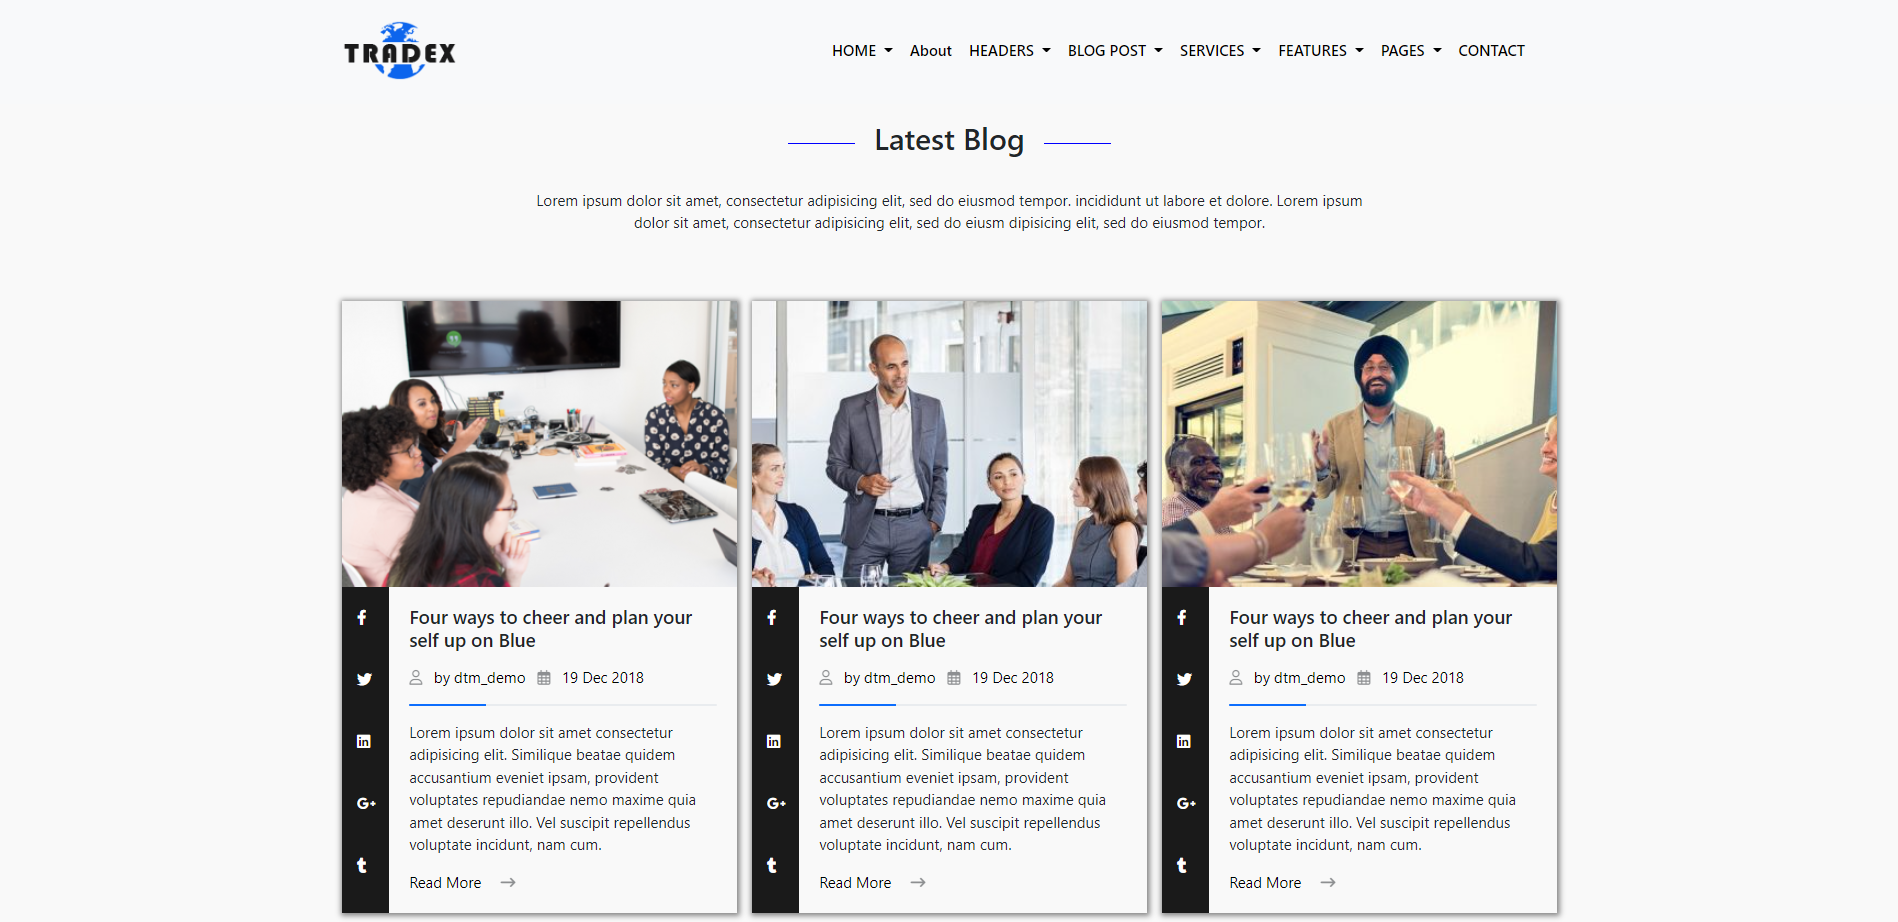 TRADEX
HOME About HEADERS BLOG POST SERVICES FEATURES PAGES CONTACT
Latest Blog
Lorem ipsum dolor sit amet, consectetur adipisicing elit, sed do eiusmod tempor. incididunt ut labore et dolore. Lorem ipsum
dolor sit amet, consectetur adipisicing elit, sed do eiusm dipisicing elit, sed do eiusmod tempor.
Four ways to cheer and plan your
self up on Blue
by dtm_demo 19 Dec 2018
Lorem ipsum dolor sit amet consectetur
adipisicing elit. Similique beatae quidem
accusantium eveniet ipsam, provident
voluptates repudiandae nemo maxime quia
amet deserunt illo. Vel suscipit repellendus
voluptate incidunt, nam cum.
Read More
Four ways to cheer and plan your
self up on Blue
by dtm_demo 19 Dec 2018
Lorem ipsum dolor sit amet consectetur
adipisicing elit. Similique beatae quidem
accusantium eveniet ipsam, provident
voluptates repudiandae nemo maxime quia
amet deserunt illo. Vel suscipit repellendus
voluptate incidunt, nam cum.
Read More
Four ways to cheer and plan your
self up on Blue
by dtm_demo 19 Dec 2018
Lorem ipsum dolor sit amet consectetur
adipisicing elit. Similique beatae quidem
accusantium eveniet ipsam, provident
voluptates repudiandae nemo maxime quia
amet deserunt illo. Vel suscipit repellendus
voluptate incidunt, nam cum.
Read More